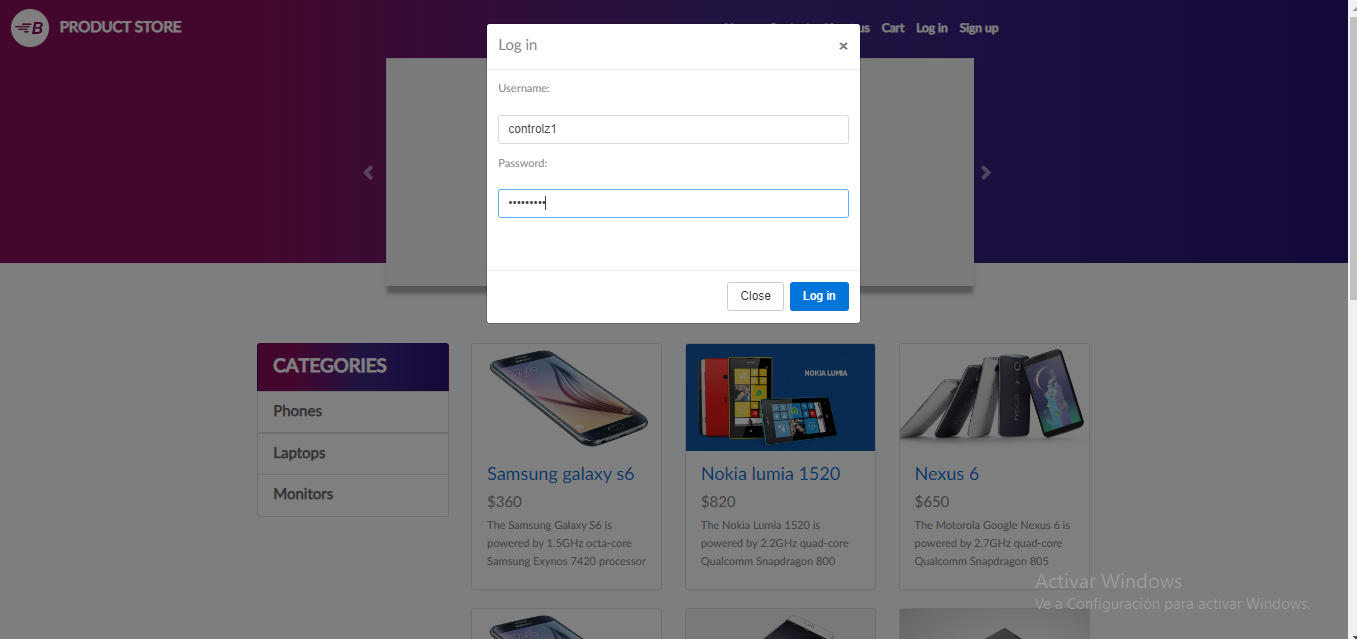 PRODUCT STORE
Cart
Log in
Sign up
Log in
×
Username:
controlz1
Password:
•••••••••
Close
Log in
CATEGORIES
Phones
Laptops
Monitors
NOKIA LUMIA
Samsung galaxy s6
$360
The Samsung Galaxy S6 is
powered by 1.5GHz octa-core
Samsung Exynos 7420 processor
Nokia lumia 1520
$820
The Nokia Lumia 1520 is
powered by 2.2GHz quad-core
Qualcomm Snapdragon 800
Nexus 6
$650
The Motorola Google Nexus 6 is
powered by 2.7GHz quad-core
Qualcomm Snapdragon 805
Activar Windows
Ve a Configuración para activar Windows.